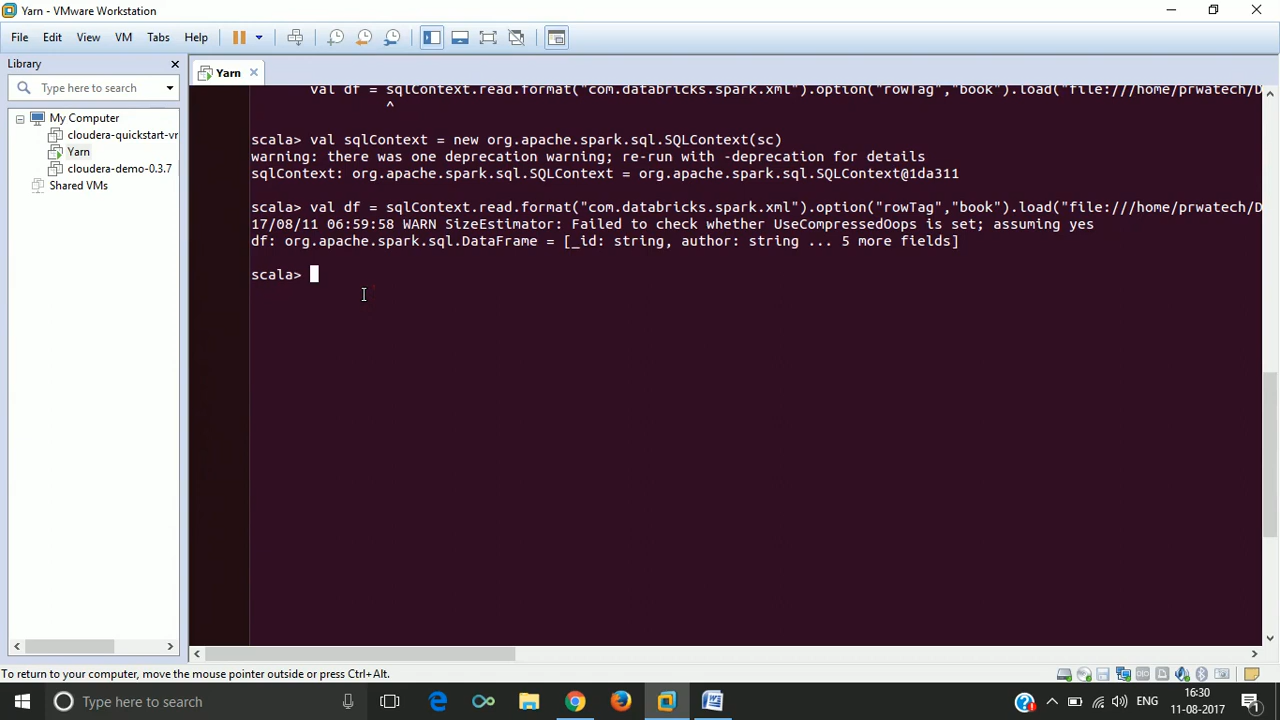 Yarn - VMware Workstation
File Edit View VM Tabs Help
Library
Type here to search
My Computer
cloudera-quickstart-vr
Yarn
cloudera-demo-0.3.7
Shared VMs
Yarn
val df = sqlContext.read.format("com.databricks.spark.xml").option("rowTag","book").load("file:///home/prwatech/D
^
scala> val sqlContext = new org.apache.spark.sql.SQLContext(sc)
warning: there was one deprecation warning; re-run with -deprecation for details
sqlContext: org.apache.spark.sql.SQLContext = org.apache.spark.sql.SQLContext@1da311
scala> val df = sqlContext.read.format("com.databricks.spark.xml").option("rowTag","book").load("file:///home/prwatech/D
17/08/11 06:59:58 WARN SizeEstimator: Failed to check whether UseCompressedOops is set; assuming yes
df: org.apache.spark.sql.DataFrame = [_id: string, author: string ... 5 more fields]
scala>
To return to your computer, move the mouse pointer outside or press Ctrl+Alt.
Type here to search
ENG
16:30
11-08-2017